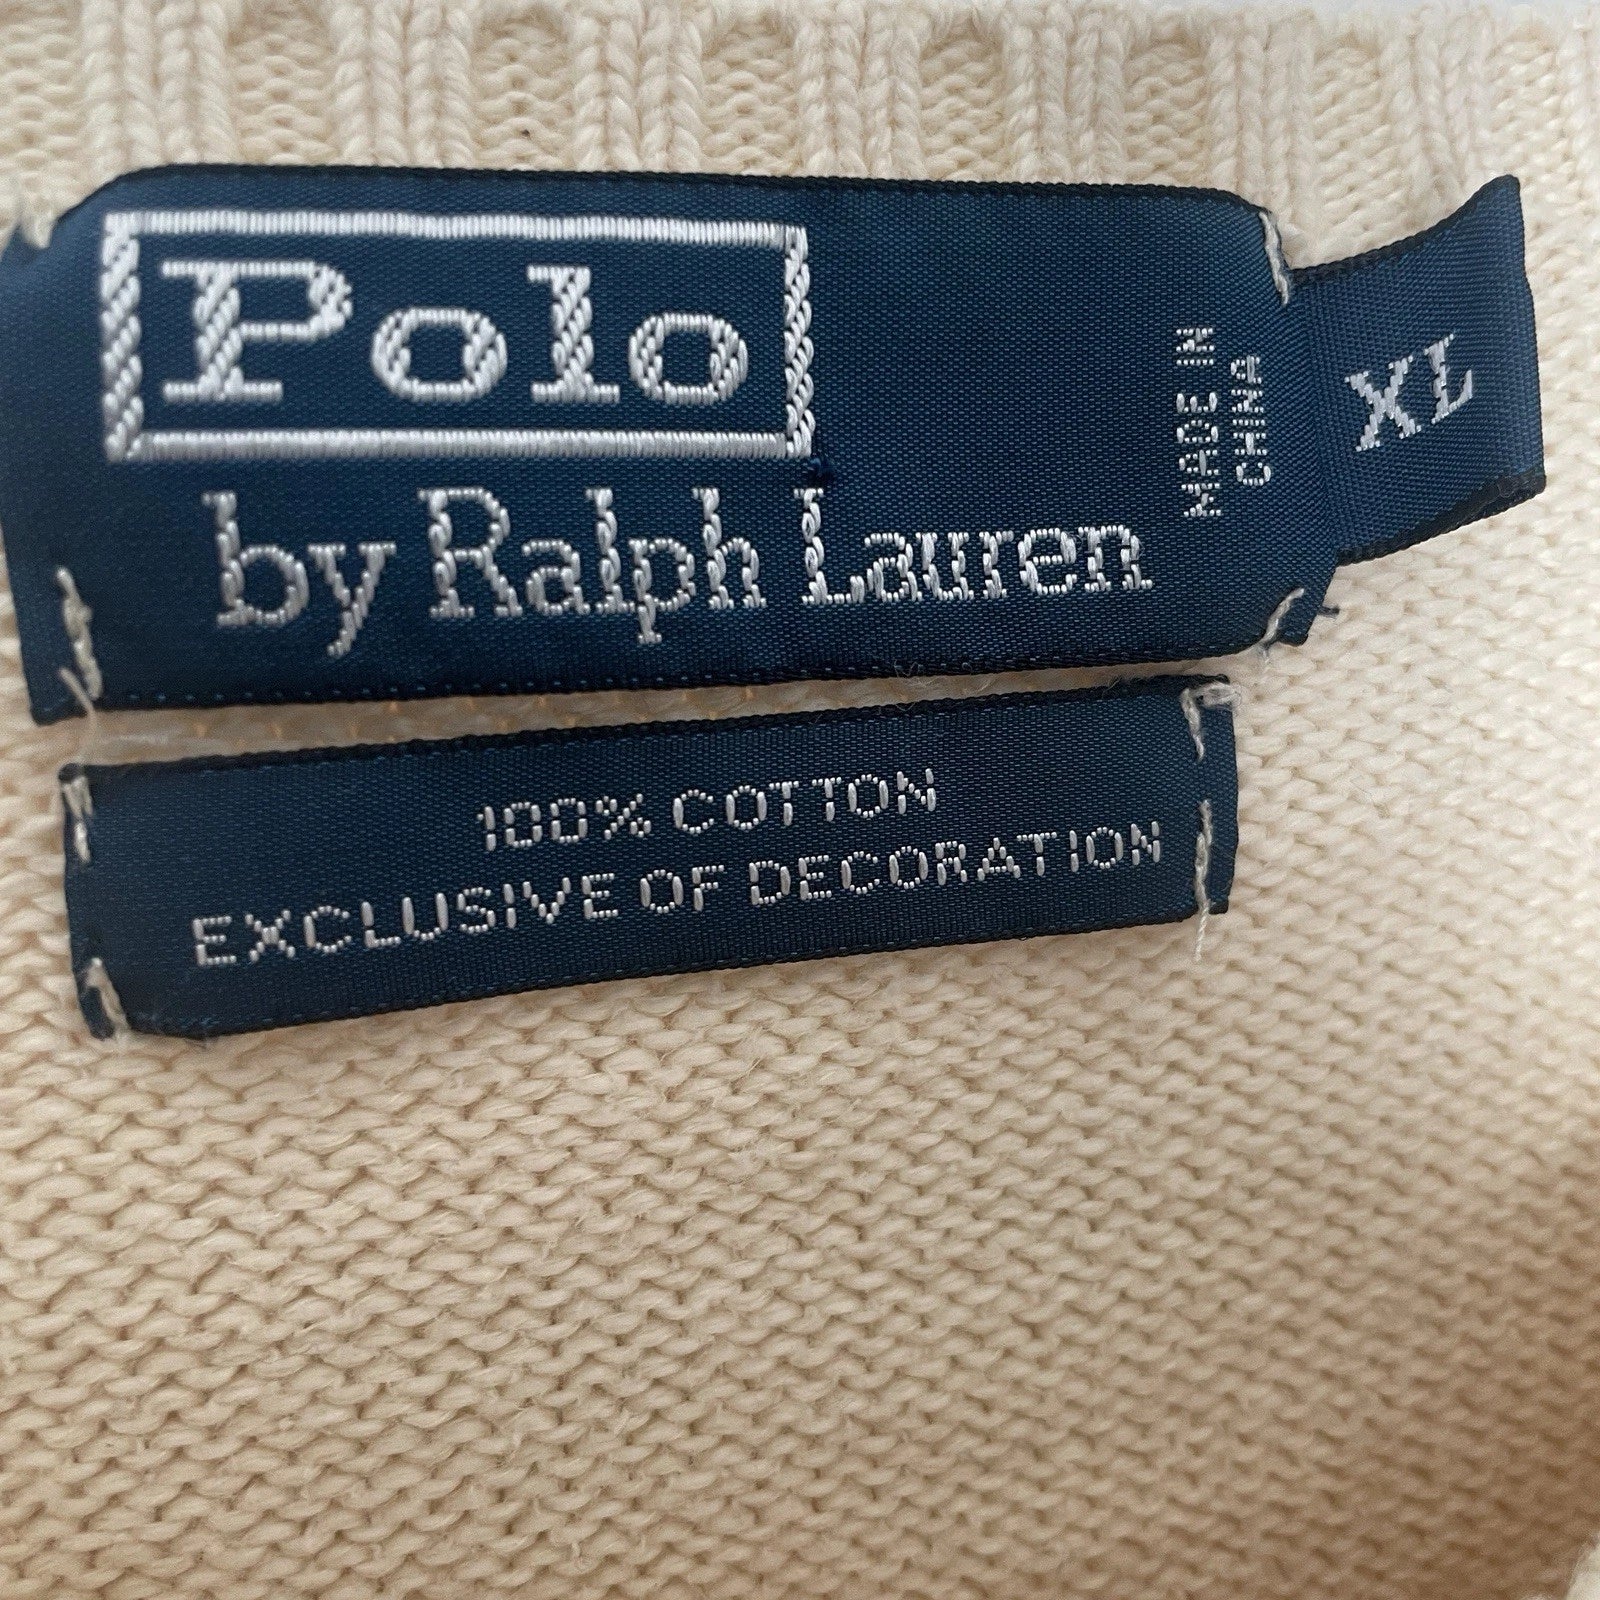 Polo
by Ralph Lauren
MADE IN
CHINA
XL
100% COTTON
EXCLUSIVE OF DECORATION